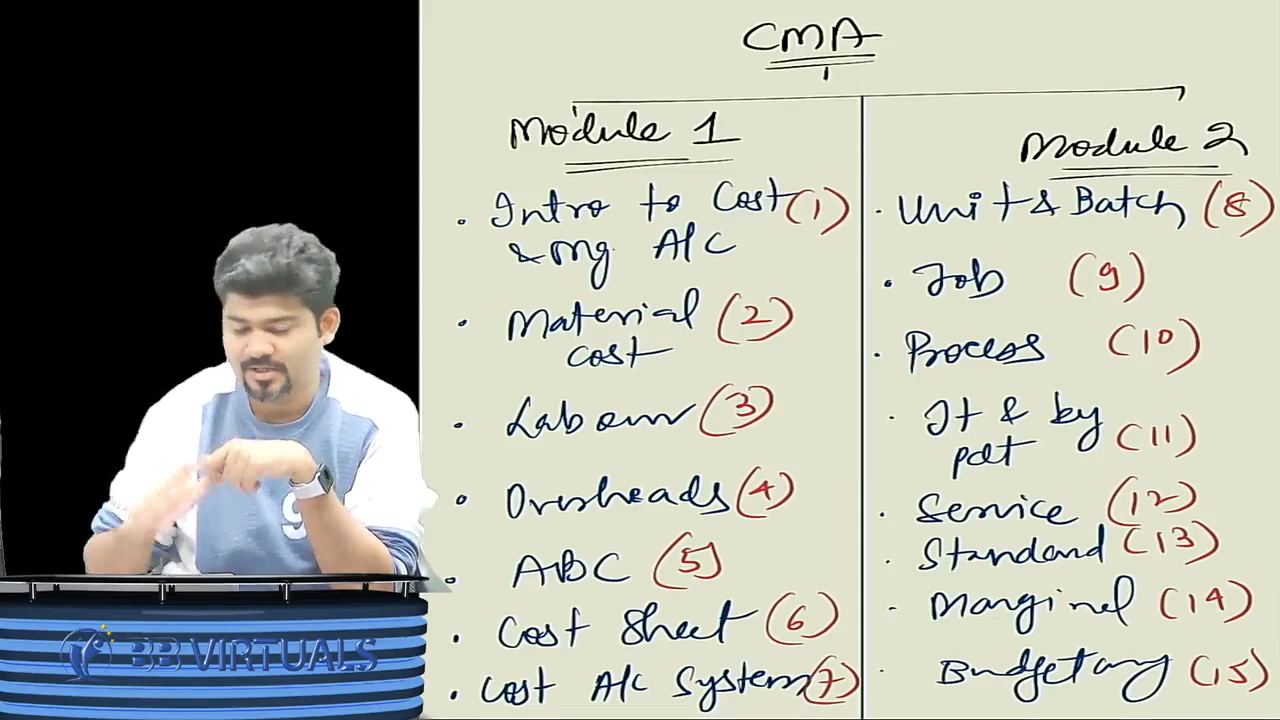 CMA
Module 1
• Intro to Cost (1)
& Mg A/C
• Material (2)
cost
• Labour (3)
• Overheads (4)
• ABC (5)
• Cost Sheet (6)
• Cost A/c System (7)
Module 2
• Unit & Batch (8)
• Job (9)
• Process (10)
• Jt & by
pdt (11)
• Service (12)
• Standard (13)
• Marginal (14)
• Budgetary (15)
9
BB VIRTUALS